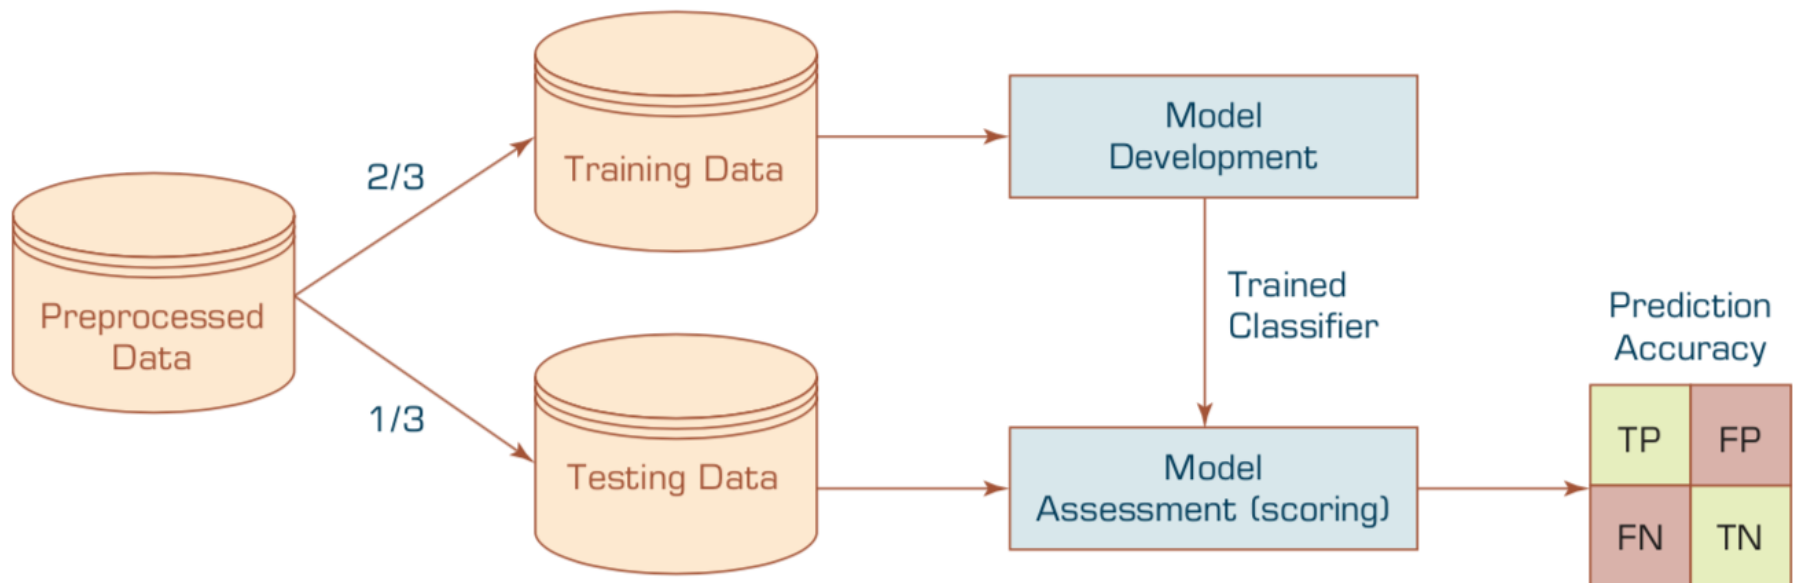 Preprocessed
Data
2/3
1/3
Training Data
Testing Data
Model
Development
Trained
Classifier
Model
Assessment (scoring)
Prediction
Accuracy
TP FP
FN TN